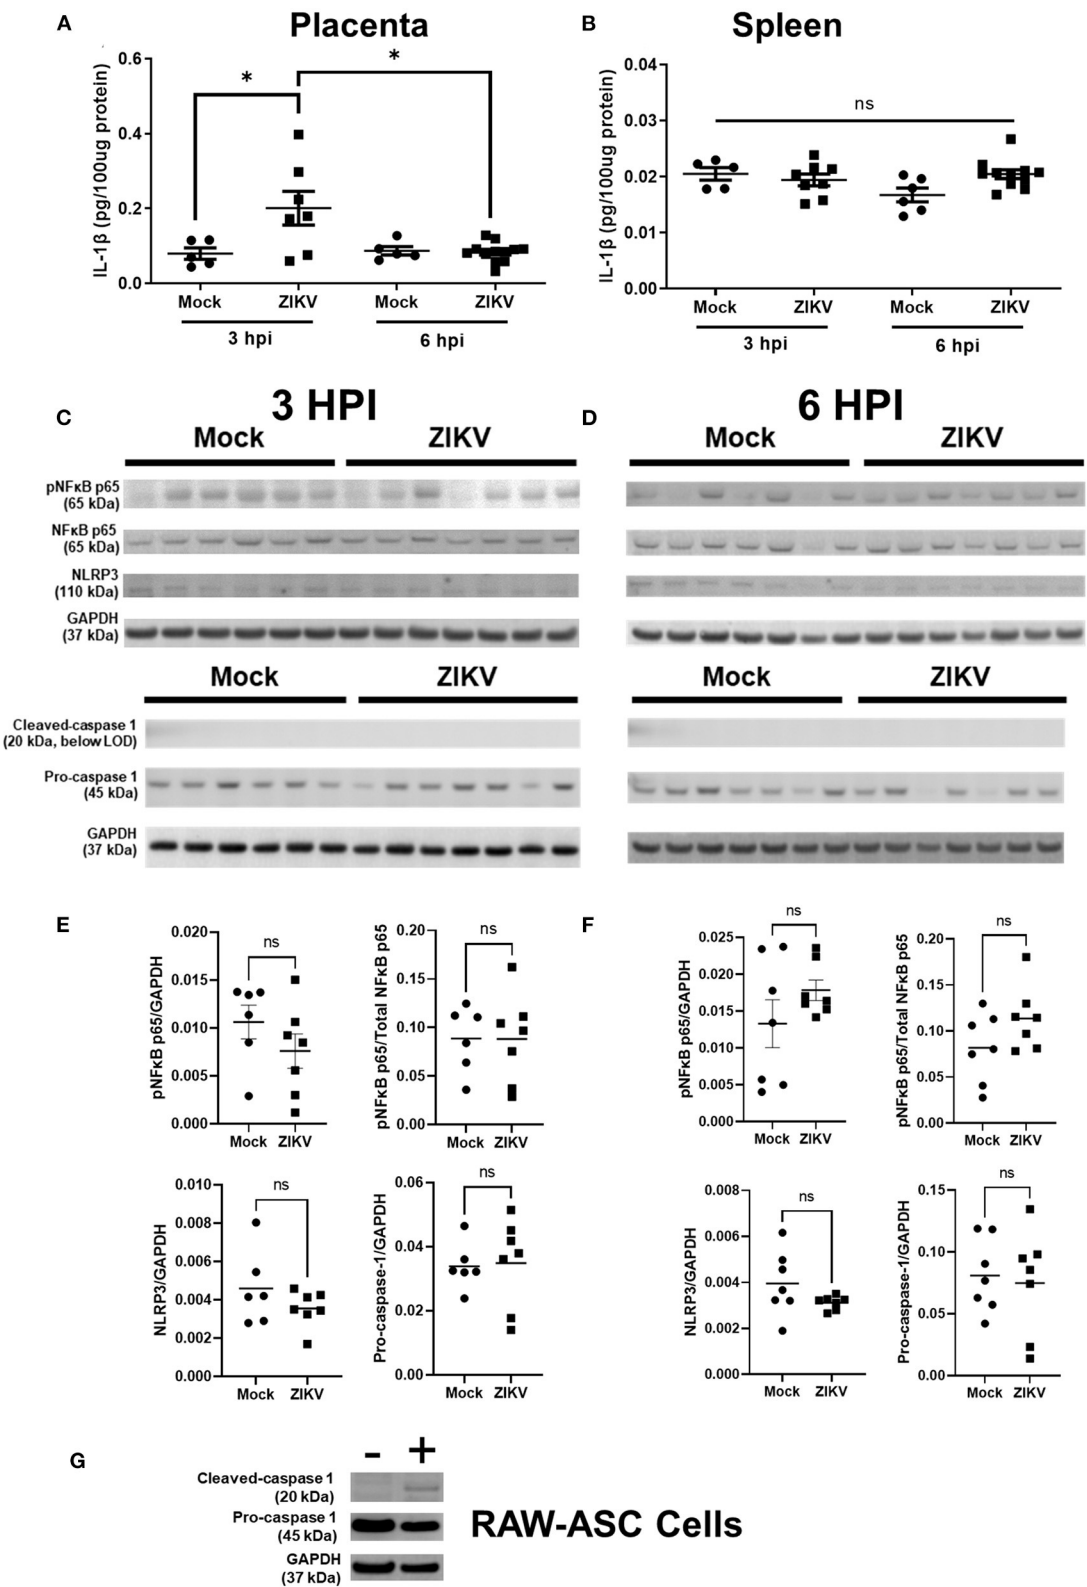 A
Placenta
IL-1β (pg/100ug protein)
0.6
0.4
0.2
0.0
*
*
Mock
ZIKV
Mock
ZIKV
3 hpi
6 hpi
B
Spleen
IL-1β (pg/100ug protein)
0.04
0.03
0.02
0.01
0.00
ns
Mock
ZIKV
Mock
ZIKV
3 hpi
6 hpi
C
3 HPI
Mock
ZIKV
pNFκB p65
(65 kDa)
NFκB p65
(65 kDa)
NLRP3
(110 kDa)
GAPDH
(37 kDa)
Mock
ZIKV
Cleaved-caspase 1
(20 kDa, below LOD)
Pro-caspase 1
(45 kDa)
GAPDH
(37 kDa)
D
6 HPI
Mock
ZIKV
Mock
ZIKV
E
pNFκB p65/GAPDH
0.020
0.015
0.010
0.005
0.000
ns
Mock
ZIKV
pNFκB p65/Total NFκB p65
0.20
0.15
0.10
0.05
0.00
ns
Mock
ZIKV
NLRP3/GAPDH
0.010
0.008
0.006
0.004
0.002
0.000
ns
Mock
ZIKV
Pro-caspase-1/GAPDH
0.06
0.04
0.02
0.00
ns
Mock
ZIKV
F
pNFκB p65/GAPDH
0.025
0.020
0.015
0.010
0.005
0.000
ns
Mock
ZIKV
pNFκB p65/Total NFκB p65
0.20
0.15
0.10
0.05
0.00
ns
Mock
ZIKV
NLRP3/GAPDH
0.008
0.006
0.004
0.002
0.000
ns
Mock
ZIKV
Pro-caspase-1/GAPDH
0.15
0.10
0.05
0.00
ns
Mock
ZIKV
G
- +
Cleaved-caspase 1
(20 kDa)
Pro-caspase 1
(45 kDa)
GAPDH
(37 kDa)
RAW-ASC Cells